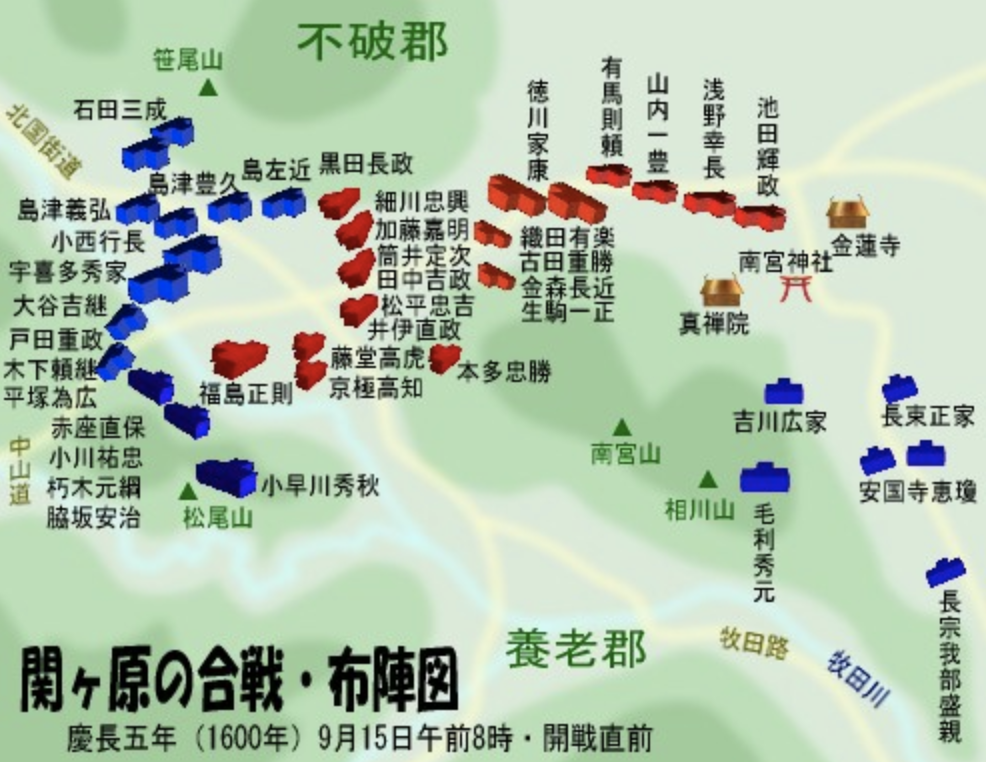 不破郡
笹尾山
石田三成
北国街道
島津豊久
島左近
黒田長政
徳川家康
有馬則頼
山内一豊
浅野幸長
池田輝政
島津義弘
小西行長
宇喜多秀家
大谷吉継
戸田重政
木下頼継
平塚為広
赤座直保
小川祐忠
朽木元綱
脇坂安治
中山道
細川忠興
加藤嘉明
筒井定次
田中吉政
松平忠吉
井伊直政
藤堂高虎
京極高知
福島正則
本多忠勝
織田有楽
古田重勝
金森長近
生駒一正
金蓮寺
南宮神社
真禅院
吉川広家
長束正家
安国寺恵瓊
南宮山
相川山
毛利秀元
小早川秀秋
松尾山
長宗我部盛親
養老郡
牧田路
牧田川
関ヶ原の合戦・布陣図
慶長五年（1600年）9月15日午前8時・開戦直前